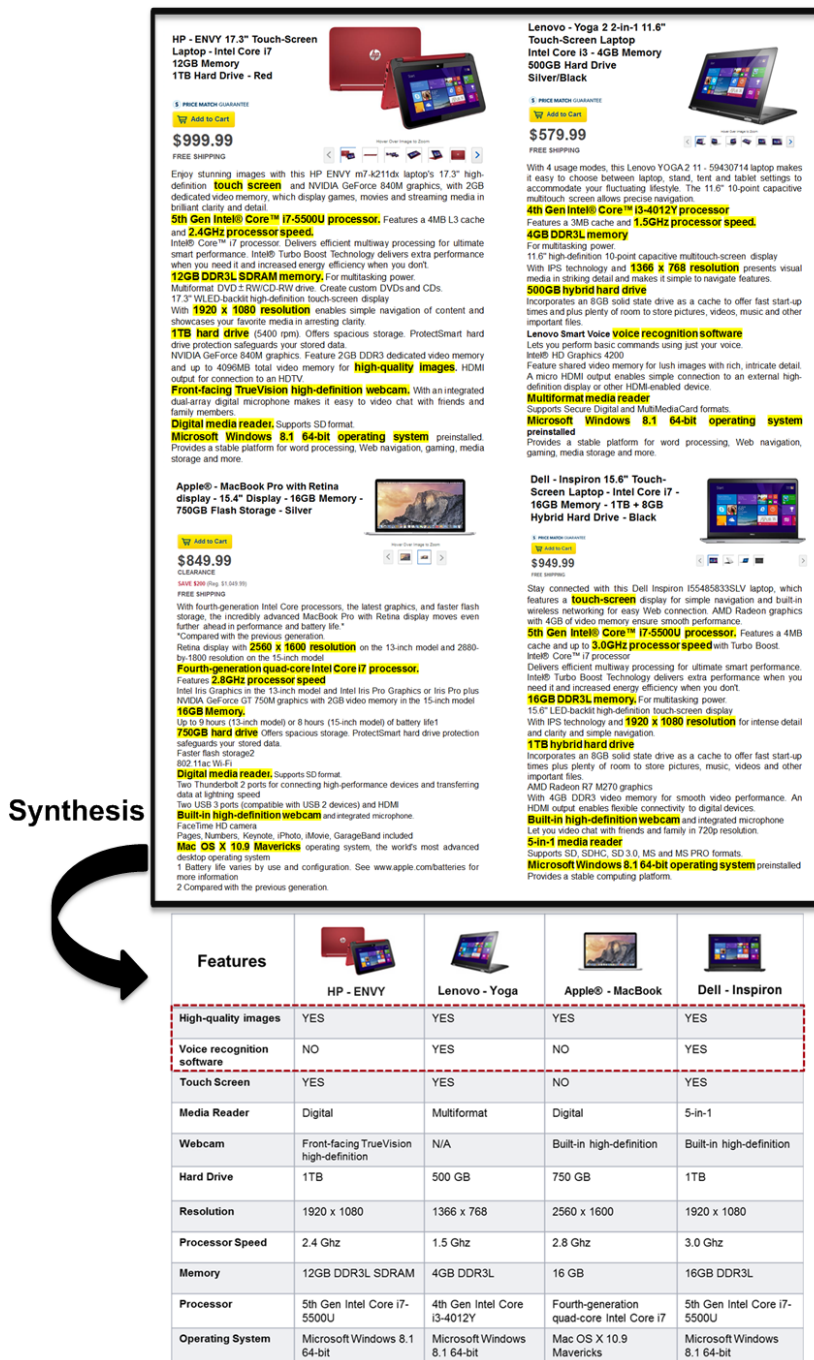 HP - ENVY 17.3" Touch-Screen
Laptop - Intel Core i7
12GB Memory
1TB Hard Drive - Red
$ PRICE MATCH GUARANTEE
Add to Cart
$999.99
FREE SHIPPING
Hover Over Image to Zoom
Enjoy stunning images with this HP ENVY m7-k211dx laptop's 17.3" high-
definition touch screen and NVIDIA GeForce 840M graphics, with 2GB
dedicated video memory, which display games, movies and streaming media in
brilliant clarity and detail.
5th Gen Intel® Core™ i7-5500U processor. Features a 4MB L3 cache
and 2.4GHz processor speed.
Intel® Core™ i7 processor. Delivers efficient multiway processing for ultimate
smart performance. Intel® Turbo Boost Technology delivers extra performance
when you need it and increased energy efficiency when you don't.
12GB DDR3L SDRAM memory. For multitasking power.
Multiformat DVD±RW/CD-RW drive. Create custom DVDs and CDs.
17.3" WLED-backlit high-definition touch-screen display
With 1920 x 1080 resolution enables simple navigation of content and
showcases your favorite media in arresting clarity.
1TB hard drive (5400 rpm). Offers spacious storage. ProtectSmart hard
drive protection safeguards your stored data.
NVIDIA GeForce 840M graphics. Feature 2GB DDR3 dedicated video memory
and up to 4096MB total video memory for high-quality images. HDMI
output for connection to an HDTV.
Front-facing TrueVision high-definition webcam. With an integrated
dual-array digital microphone makes it easy to video chat with friends and
family members.
Digital media reader. Supports SD format.
Microsoft Windows 8.1 64-bit operating system preinstalled.
Provides a stable platform for word processing, Web navigation, gaming, media
storage and more.
Lenovo - Yoga 2 2-in-1 11.6"
Touch-Screen Laptop
Intel Core i3 - 4GB Memory
500GB Hard Drive
Silver/Black
$ PRICE MATCH GUARANTEE
Add to Cart
$579.99
FREE SHIPPING
Hover Over Image to Zoom
With 4 usage modes, this Lenovo YOGA 2 11 - 59430714 laptop makes
it easy to choose between laptop, stand, tent and tablet settings to
accommodate your fluctuating lifestyle. The 11.6" 10-point capacitive
multitouch screen allows precise navigation.
4th Gen Intel® Core™ i3-4012Y processor
Features a 3MB cache and 1.5GHz processor speed.
4GB DDR3L memory
For multitasking power.
11.6" high-definition 10-point capacitive multitouch-screen display
With IPS technology and 1366 x 768 resolution presents visual
media in striking detail and makes it simple to navigate features.
500GB hybrid hard drive
Incorporates an 8GB solid state drive as a cache to offer fast start-up
times and plus plenty of room to store pictures, videos, music and other
important files.
Lenovo Smart Voice voice recognition software
Lets you perform basic commands using just your voice.
Intel® HD Graphics 4200
Feature shared video memory for lush images with rich, intricate detail.
A micro HDMI output enables simple connection to an external high-
definition display or other HDMI-enabled device.
Multiformat media reader
Supports Secure Digital and MultiMediaCard formats.
Microsoft Windows 8.1 64-bit operating system
preinstalled
Provides a stable platform for word processing, Web navigation,
gaming, media storage and more.
Apple® - MacBook Pro with Retina
display - 15.4" Display - 16GB Memory -
750GB Flash Storage - Silver
Add to Cart
$849.99
CLEARANCE
SAVE $200 (Reg. $1,049.99)
FREE SHIPPING
Hover Over Image to Zoom
With fourth-generation Intel Core processors, the latest graphics, and faster flash
storage, the incredibly advanced MacBook Pro with Retina display moves even
further ahead in performance and battery life.*
*Compared with the previous generation.
Retina display with 2560 x 1600 resolution on the 13-inch model and 2880-
by-1800 resolution on the 15-inch model
Fourth-generation quad-core Intel Core i7 processor.
Features 2.8GHz processor speed
Intel Iris Graphics in the 13-inch model and Intel Iris Pro Graphics or Iris Pro plus
NVIDIA GeForce GT 750M graphics with 2GB video memory in the 15-inch model
16GB Memory.
Up to 9 hours (13-inch model) or 8 hours (15-inch model) of battery life1
750GB hard drive Offers spacious storage. ProtectSmart hard drive protection
safeguards your stored data.
Faster flash storage2
802.11ac Wi-Fi
Digital media reader. Supports SD format.
Two Thunderbolt 2 ports for connecting high-performance devices and transferring
data at lightning speed
Two USB 3 ports (compatible with USB 2 devices) and HDMI
Built-in high-definition webcam and integrated microphone.
FaceTime HD camera
Pages, Numbers, Keynote, iPhoto, iMovie, GarageBand included
Mac OS X 10.9 Mavericks operating system, the world's most advanced
desktop operating system
1 Battery life varies by use and configuration. See www.apple.com/batteries for
more information
2 Compared with the previous generation.
Dell - Inspiron 15.6" Touch-
Screen Laptop - Intel Core i7 -
16GB Memory - 1TB + 8GB
Hybrid Hard Drive - Black
$ PRICE MATCH GUARANTEE
Add to Cart
$949.99
FREE SHIPPING
Hover Over Image to Zoom
Stay connected with this Dell Inspiron I55485833SLV laptop, which
features a touch-screen display for simple navigation and built-in
wireless networking for easy Web connection. AMD Radeon graphics
with 4GB of video memory ensure smooth performance.
5th Gen Intel® Core™ i7-5500U processor. Features a 4MB
cache and up to 3.0GHz processor speed with Turbo Boost.
Intel® Core™ i7 processor
Delivers efficient multiway processing for ultimate smart performance.
Intel® Turbo Boost Technology delivers extra performance when you
need it and increased energy efficiency when you don't.
16GB DDR3L memory. For multitasking power.
15.6" LED-backlit high-definition touch-screen display
With IPS technology and 1920 x 1080 resolution for intense detail
and clarity and simple navigation.
1TB hybrid hard drive
Incorporates an 8GB solid state drive as a cache to offer fast start-up
times plus plenty of room to store pictures, music, videos and other
important files.
AMD Radeon R7 M270 graphics
With 4GB DDR3 video memory for smooth video performance. An
HDMI output enables flexible connectivity to digital devices.
Built-in high-definition webcam and integrated microphone
Let you video chat with friends and family in 720p resolution.
5-in-1 media reader
Supports SD, SDHC, SD 3.0, MS and MS PRO formats.
Microsoft Windows 8.1 64-bit operating system preinstalled
Provides a stable computing platform.
Synthesis
Features HP - ENVY Lenovo - Yoga Apple® - MacBook Dell - Inspiron
High-quality images YES YES YES YES
Voice recognition
software NO YES NO YES
Touch Screen YES YES NO YES
Media Reader Digital Multiformat Digital 5-in-1
Webcam Front-facing TrueVision
high-definition N/A Built-in high-definition Built-in high-definition
Hard Drive 1TB 500 GB 750 GB 1TB
Resolution 1920 x 1080 1366 x 768 2560 x 1600 1920 x 1080
Processor Speed 2.4 Ghz 1.5 Ghz 2.8 Ghz 3.0 Ghz
Memory 12GB DDR3L SDRAM 4GB DDR3L 16 GB 16GB DDR3L
Processor 5th Gen Intel Core i7-
5500U 4th Gen Intel Core
i3-4012Y Fourth-generation
quad-core Intel Core i7 5th Gen Intel Core i7-
5500U
Operating System Microsoft Windows 8.1
64-bit Microsoft Windows
8.1 64-bit Mac OS X 10.9
Mavericks Microsoft Windows
8.1 64-bit